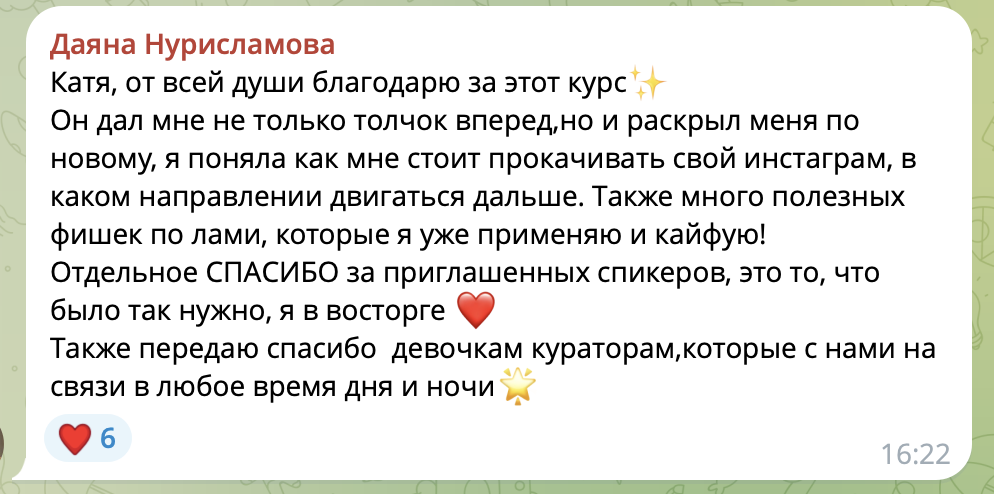 Даяна Нурисламова
Катя, от всей души благодарю за этот курс✨
Он дал мне не только толчок вперед,но и раскрыл меня по
новому, я поняла как мне стоит прокачивать свой инстаграм, в
каком направлении двигаться дальше. Также много полезных
фишек по лами, которые я уже применяю и кайфую!
Отдельное СПАСИБО за приглашенных спикеров, это то, что
было так нужно, я в восторге ❤️
Также передаю спасибо  девочкам кураторам,которые с нами на
связи в любое время дня и ночи🌟
❤️ 6
16:22